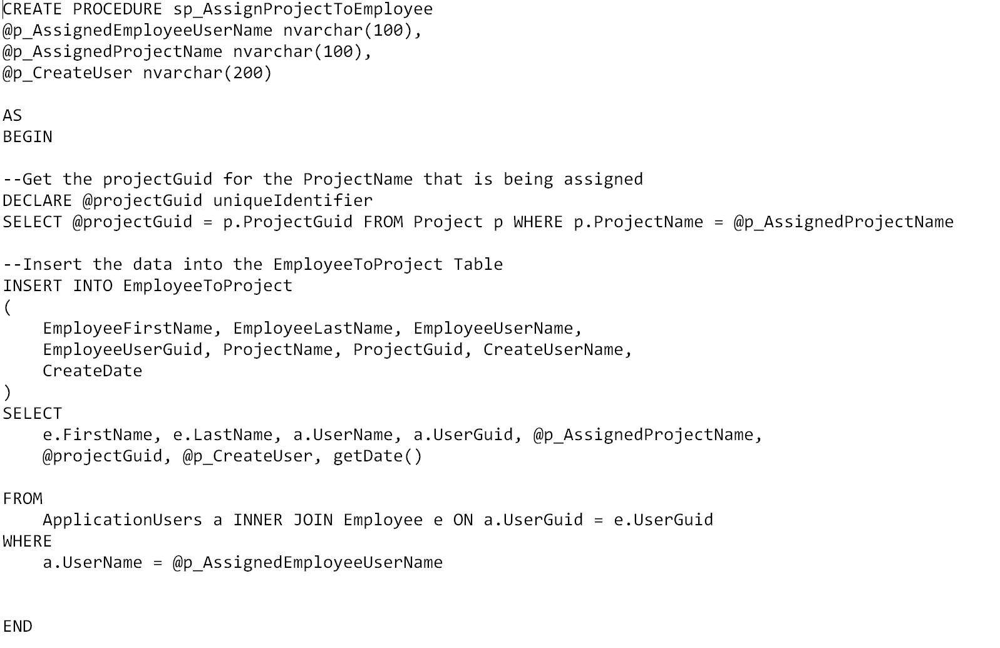 CREATE PROCEDURE sp_AssignProjectToEmployee
@p_AssignedEmployeeUserName nvarchar(100),
@p_AssignedProjectName nvarchar(100),
@p_CreateUser nvarchar(200)
AS
BEGIN
--Get the projectGuid for the ProjectName that is being assigned
DECLARE @projectGuid uniqueIdentifier
SELECT @projectGuid = p.ProjectGuid FROM Project p WHERE p.ProjectName = @p_AssignedProjectName
--Insert the data into the EmployeeToProject Table
INSERT INTO EmployeeToProject
(
    EmployeeFirstName, EmployeeLastName, EmployeeUserName,
    EmployeeUserGuid, ProjectName, ProjectGuid, CreateUserName,
    CreateDate
)
SELECT
    e.FirstName, e.LastName, a.UserName, a.UserGuid, @p_AssignedProjectName,
    @projectGuid, @p_CreateUser, getDate()
FROM
    ApplicationUsers a INNER JOIN Employee e ON a.UserGuid = e.UserGuid
WHERE
    a.UserName = @p_AssignedEmployeeUserName
END